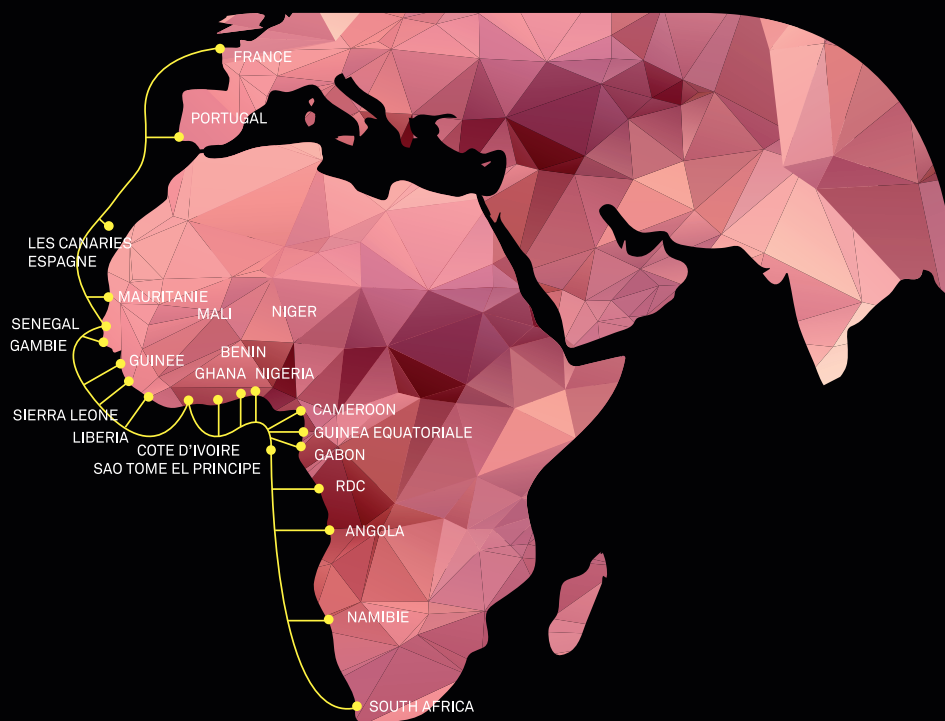 FRANCE
PORTUGAL
LES CANARIES
ESPAGNE
MAURITANIE
MALI
NIGER
SENEGAL
GAMBIE
GUINEE
BENIN
GHANA
NIGERIA
SIERRA LEONE
LIBERIA
COTE D'IVOIRE
SAO TOME EL PRINCIPE
CAMEROON
GUINEA EQUATORIALE
GABON
RDC
ANGOLA
NAMIBIE
SOUTH AFRICA